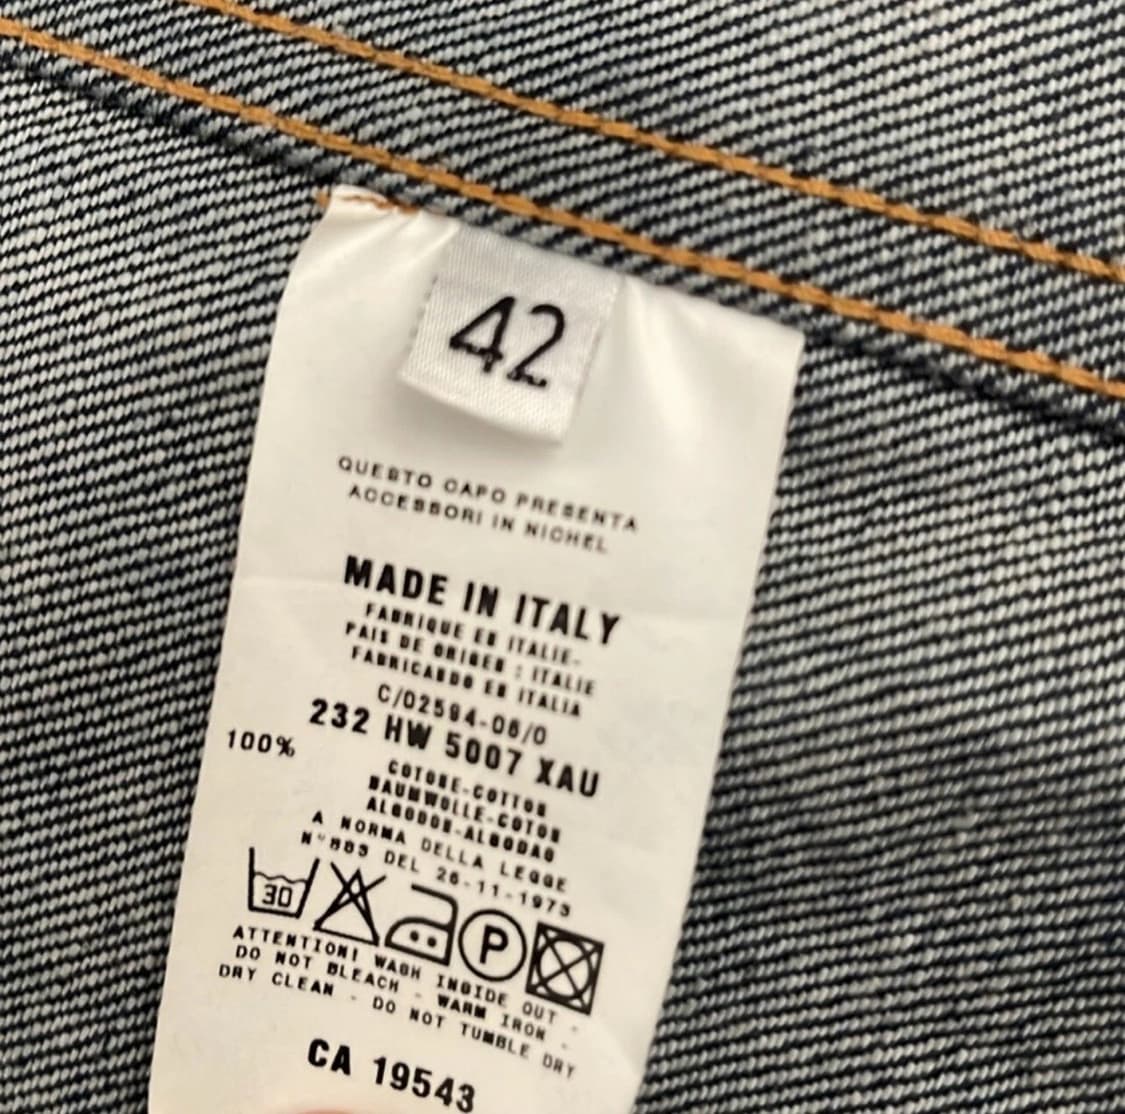 42
QUESTO CAPO PRESENTA
ACCESSORI IN NICHEL
MADE IN ITALY
FABRIQUE EN ITALIE-
PAIS DE ORIGEN : ITALIE
FABRICANDO EN ITALIA
C/02594-06/0
232 HW 5007 XAU
100%
COTONE-COTTON
BAUMWOLLE-COTON
ALGODON-ALGODAO
A NORMA DELLA LEGGE
N°883 DEL 26-11-1973
30
P
ATTENTION! WASH INSIDE OUT -
DO NOT BLEACH - WARM IRON -
DRY CLEAN - DO NOT TUMBLE DRY
CA 19543